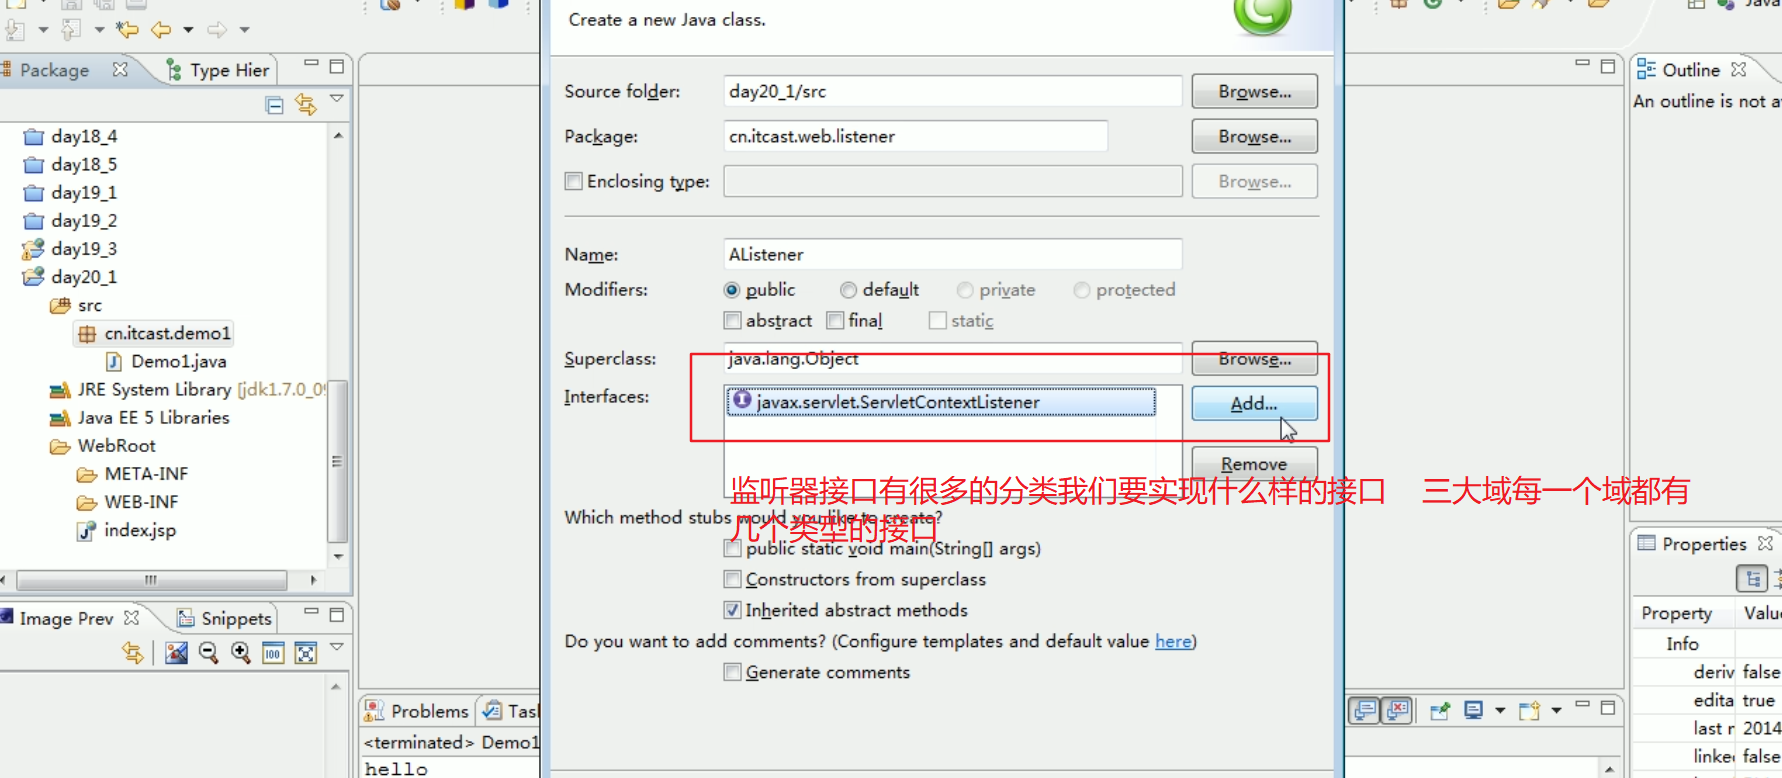 Create a new Java class.
Java
Package
Type Hier
Outline
An outline is not a
Source folder:
day20_1/src
Browse...
Package:
cn.itcast.web.listener
Browse...
Enclosing type:
Browse...
day18_4
day18_5
day19_1
day19_2
day19_3
day20_1
src
cn.itcast.demo1
Demo1.java
JRE System Library [jdk1.7.0_0
Java EE 5 Libraries
WebRoot
META-INF
WEB-INF
index.jsp
Name:
AListener
Modifiers:
public
default
private
protected
abstract
final
static
Superclass:
java.lang.Object
Browse...
Interfaces:
javax.servlet.ServletContextListener
Add...
Remove
监听器接口有很多的分类我们要实现什么样的接口 三大域每一个域都有
几个类型的接口
Which method stubs would you like to create?
public static void main(String[] args)
Constructors from superclass
Inherited abstract methods
Do you want to add comments? (Configure templates and default value here)
Generate comments
Image Prev
Snippets
100
Problems
Tasl
<terminated> Demo1
hello
Properties
Property
Valu
Info
deriv
false
edita
true
last r
2014
linke
false